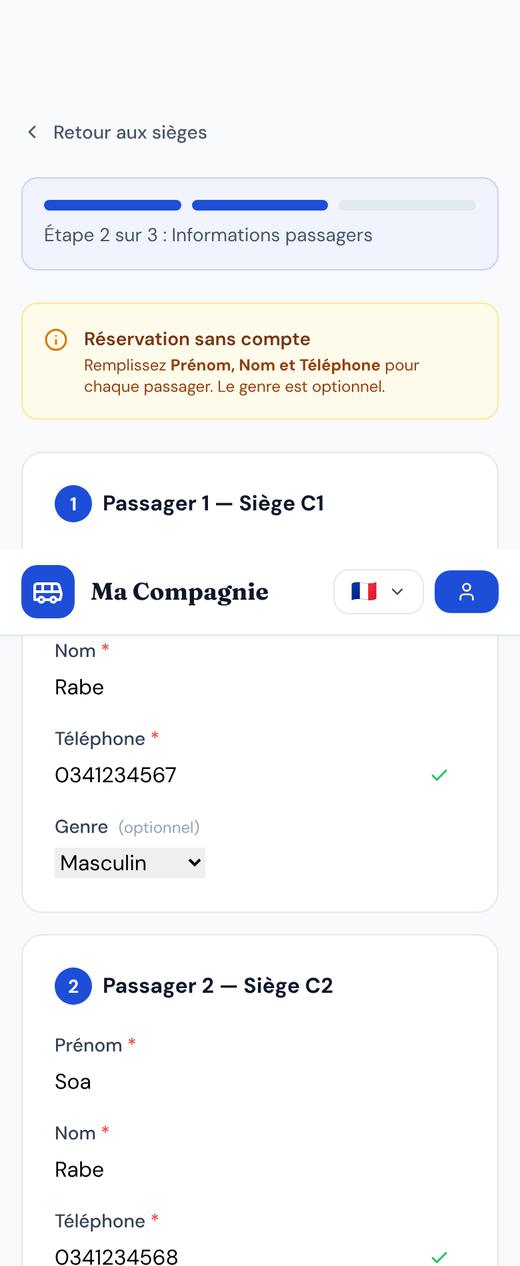 Retour aux sièges
Étape 2 sur 3 : Informations passagers
Réservation sans compte
Remplissez Prénom, Nom et Téléphone pour
chaque passager. Le genre est optionnel.
1 Passager 1 — Siège C1
Ma Compagnie
Nom *
Rabe
Téléphone *
0341234567
Genre (optionnel)
Masculin
2 Passager 2 — Siège C2
Prénom *
Soa
Nom *
Rabe
Téléphone *
0341234568